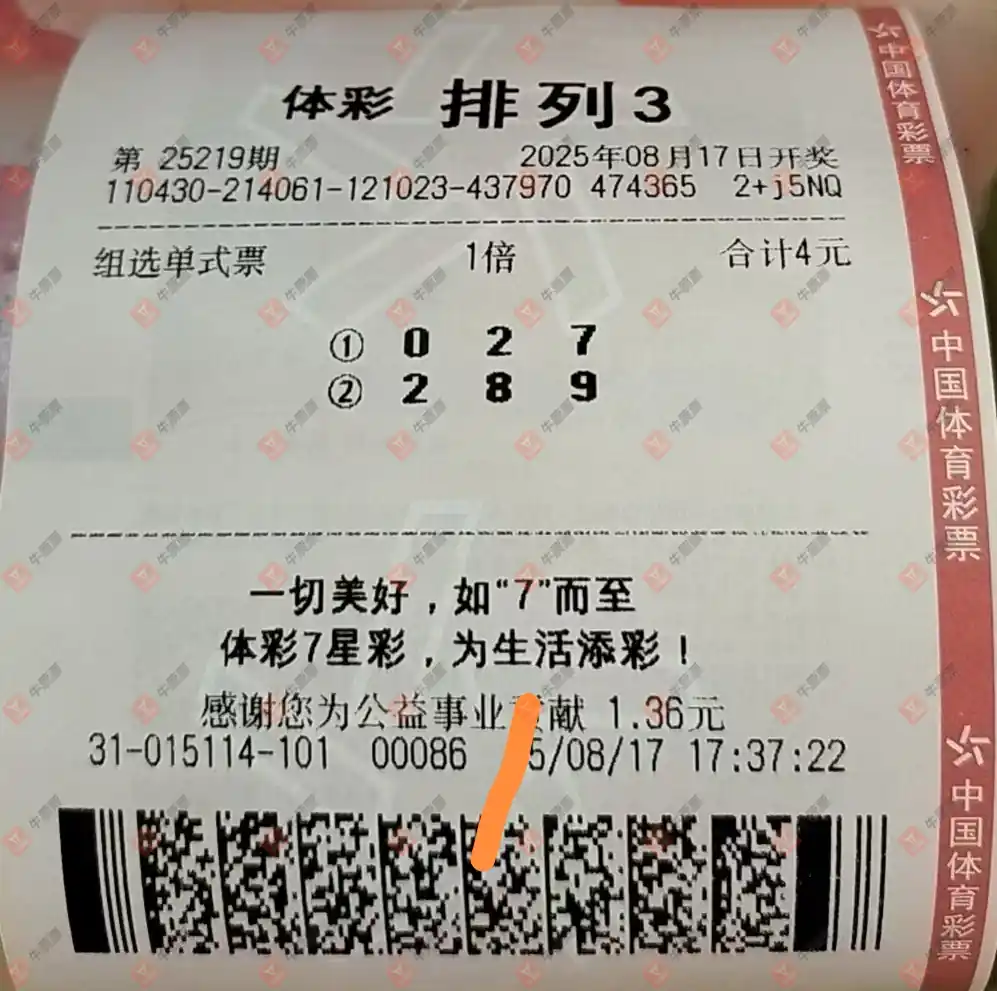 体彩 排列3
第 25219期 2025年08月17日开奖
110430-214061-121023-437970 474365 2+j5NQ
组选单式票 1倍 合计4元
① 0 2 7
② 2 8 9
一切美好，如“7”而至
体彩7星彩，为生活添彩！
感谢您为公益事业献 1.36元
31-015114-101 00086 5/08/17 17:37:22
中国体育彩票
中国体育彩票
中国体育彩票